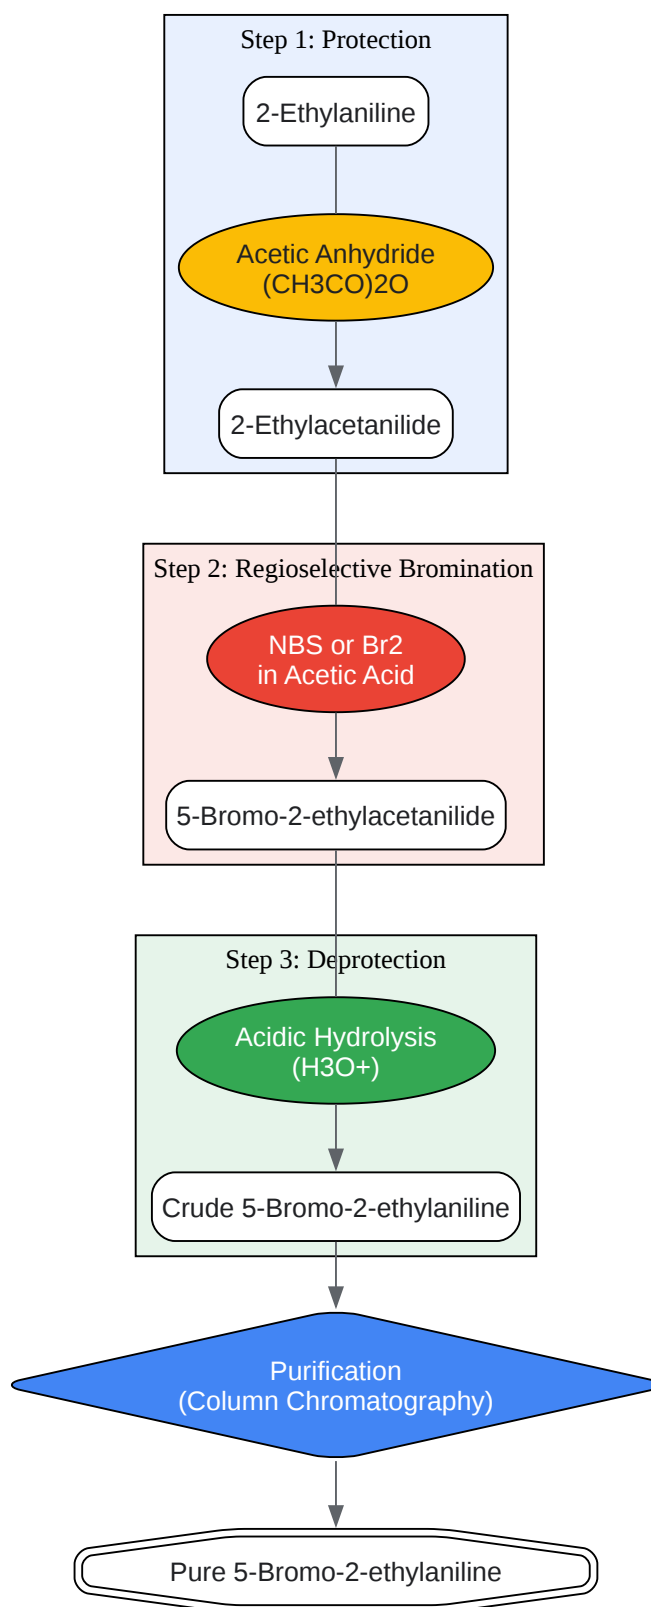 Step 1: Protection
2-Ethylaniline
Acetic Anhydride
(CH3CO)2O
2-Ethylacetanilide
Step 2: Regioselective Bromination
NBS or Br2
in Acetic Acid
5-Bromo-2-ethylacetanilide
Step 3: Deprotection
Acidic Hydrolysis
(H3O+)
Crude 5-Bromo-2-ethylaniline
Purification
(Column Chromatography)
Pure 5-Bromo-2-ethylaniline